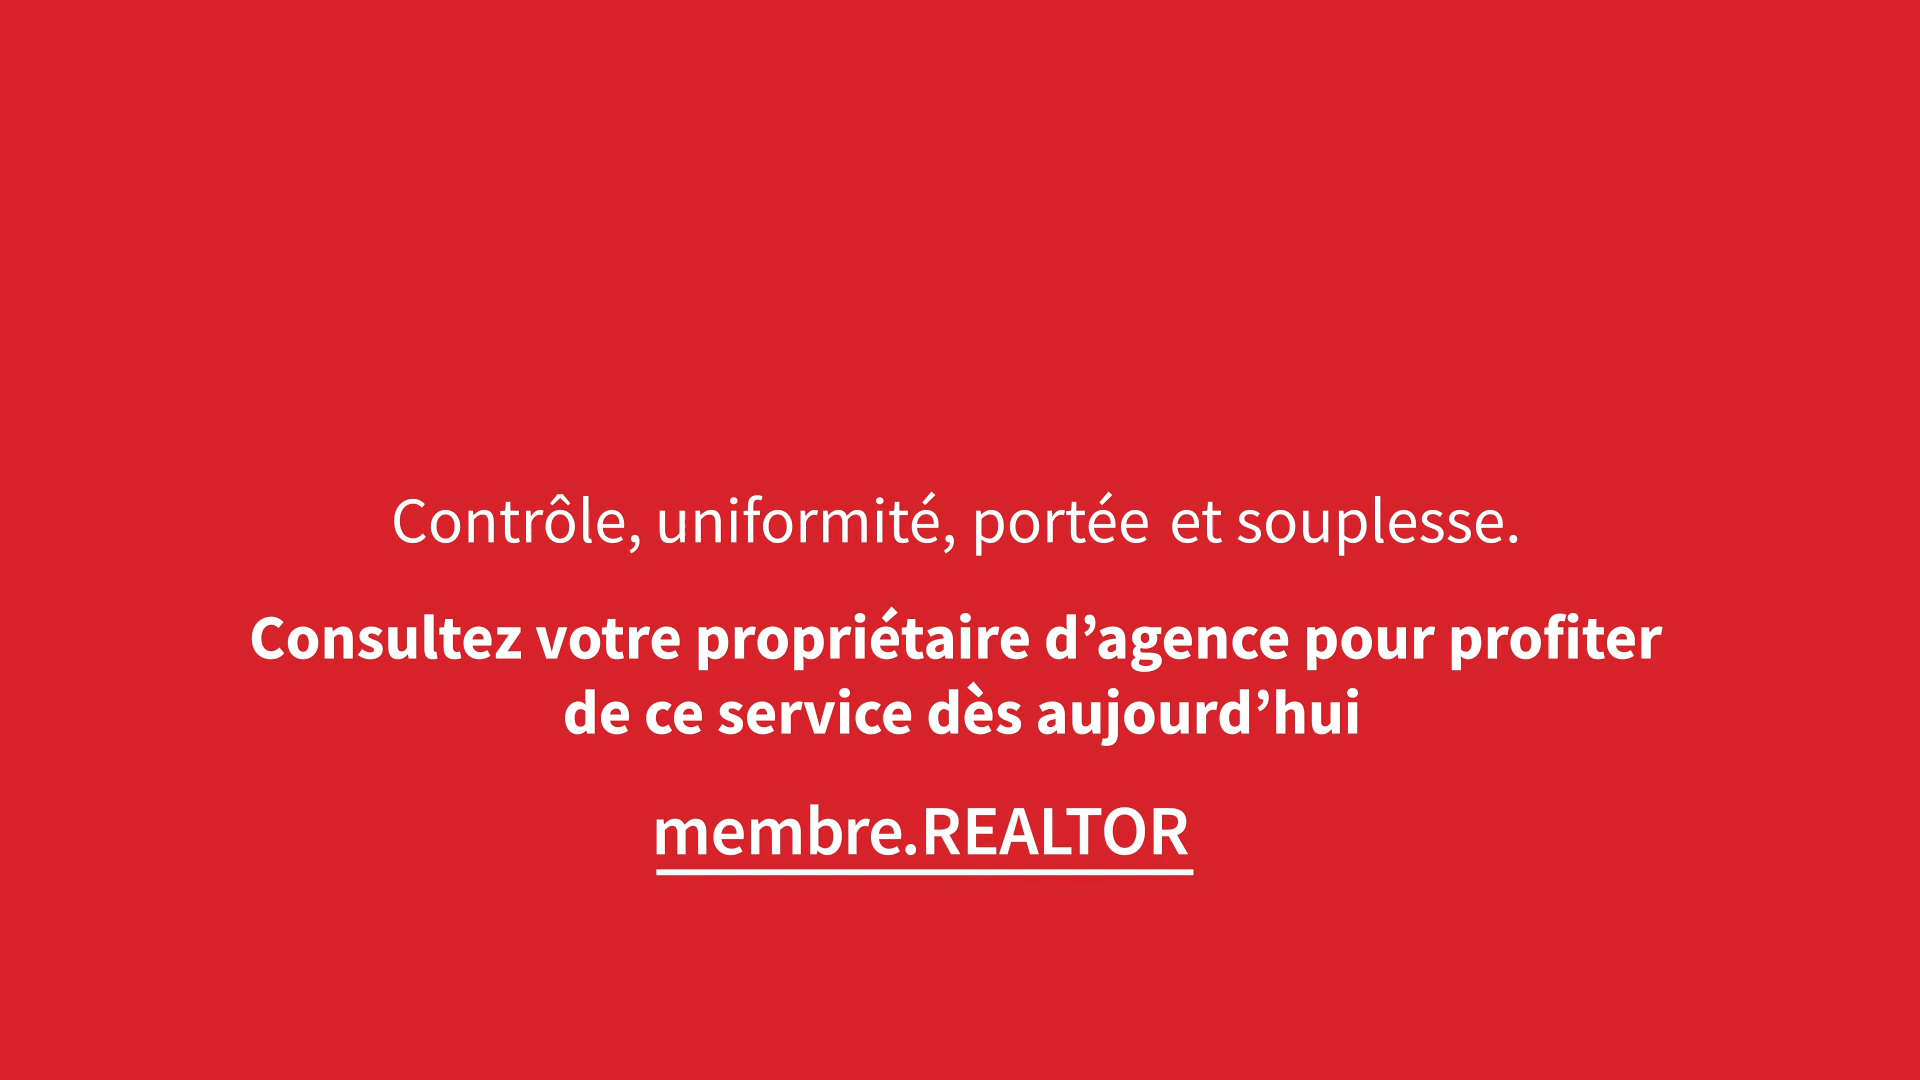 Contrôle, uniformité, portée et souplesse.
Consultez votre propriétaire d’agence pour profiter
de ce service dès aujourd’hui
membre.REALTOR